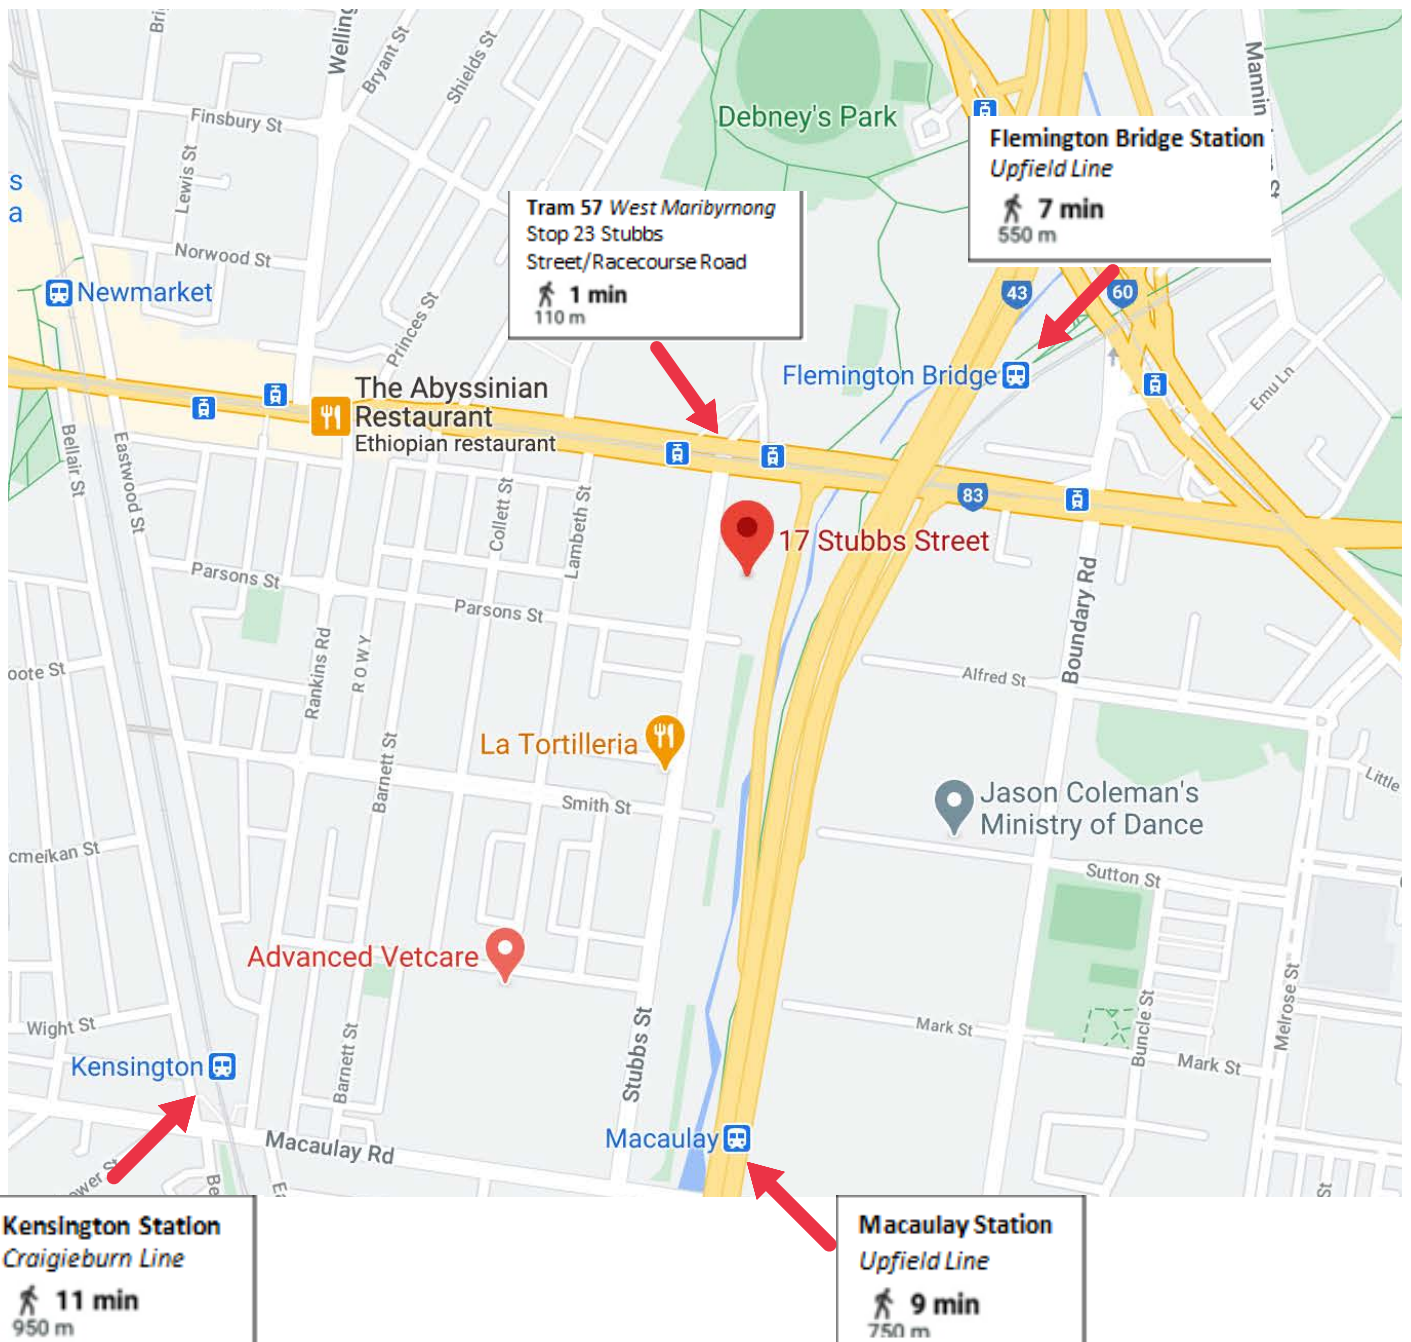 Bryant St
Shields St
Finsbury St
Lewis St
Norwood St
Princes St
Debney's Park
s
a
Newmarket
Tram 57 West Maribyrnong
Stop 23 Stubbs
Street/Racecourse Road
1 min
110 m
Flemington Bridge Station
Upfield Line
7 min
550 m
43
60
Flemington Bridge
Emu Ln
The Abyssinian
Restaurant
Ethiopian restaurant
83
Bellair St
Eastwood St
Collett St
Lambeth St
17 Stubbs Street
Boundary Rd
Parsons St
Parsons St
oote St
Rankins Rd
R O W Y
Alfred St
Barnett St
La Tortilleria
Smith St
Jason Coleman's
Ministry of Dance
Little
cmeikan St
Sutton St
Advanced Vetcare
Melrose St
Wight St
Barnett St
Stubbs St
Mark St
Buncle St
Mark St
Kensington
Macaulay
Macaulay Rd
ower St
Be
St
Kensington Station
Craigieburn Line
11 min
950 m
Macaulay Station
Upfield Line
9 min
750 m